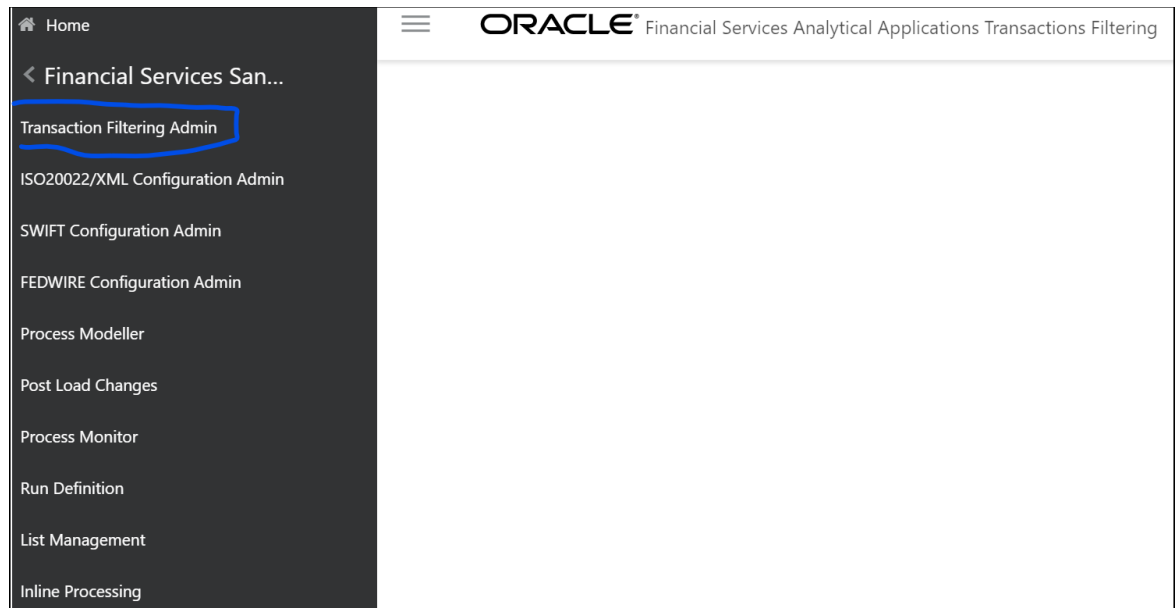 Home
ORACLE® Financial Services Analytical Applications Transactions Filtering
Financial Services San...
Transaction Filtering Admin
ISO20022/XML Configuration Admin
SWIFT Configuration Admin
FEDWIRE Configuration Admin
Process Modeller
Post Load Changes
Process Monitor
Run Definition
List Management
Inline Processing